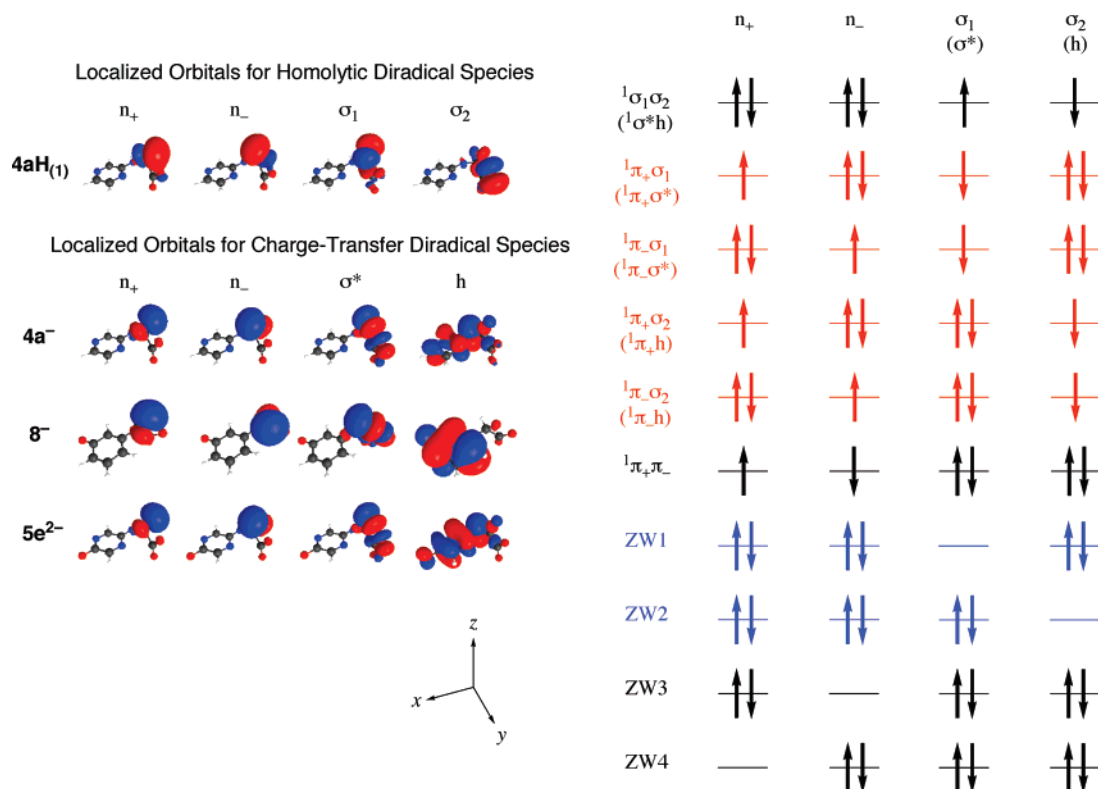 Localized Orbitals for Homolytic Diradical Species
n₊ n₋ σ₁ σ₂
4aH₍₁₎
Localized Orbitals for Charge-Transfer Diradical Species
n₊ n₋ σ* h
4a⁻
8⁻
5e²⁻
z
x
y
n₊ n₋ σ₁ σ₂
(σ*) (h)
¹σ₁σ₂
(¹σ*h)
¹π₊σ₁
(¹π₊σ*)
¹π₋σ₁
(¹π₋σ*)
¹π₊σ₂
(¹π₊h)
¹π₋σ₂
(¹π₋h)
¹π₊π₋
ZW1
ZW2
ZW3
ZW4